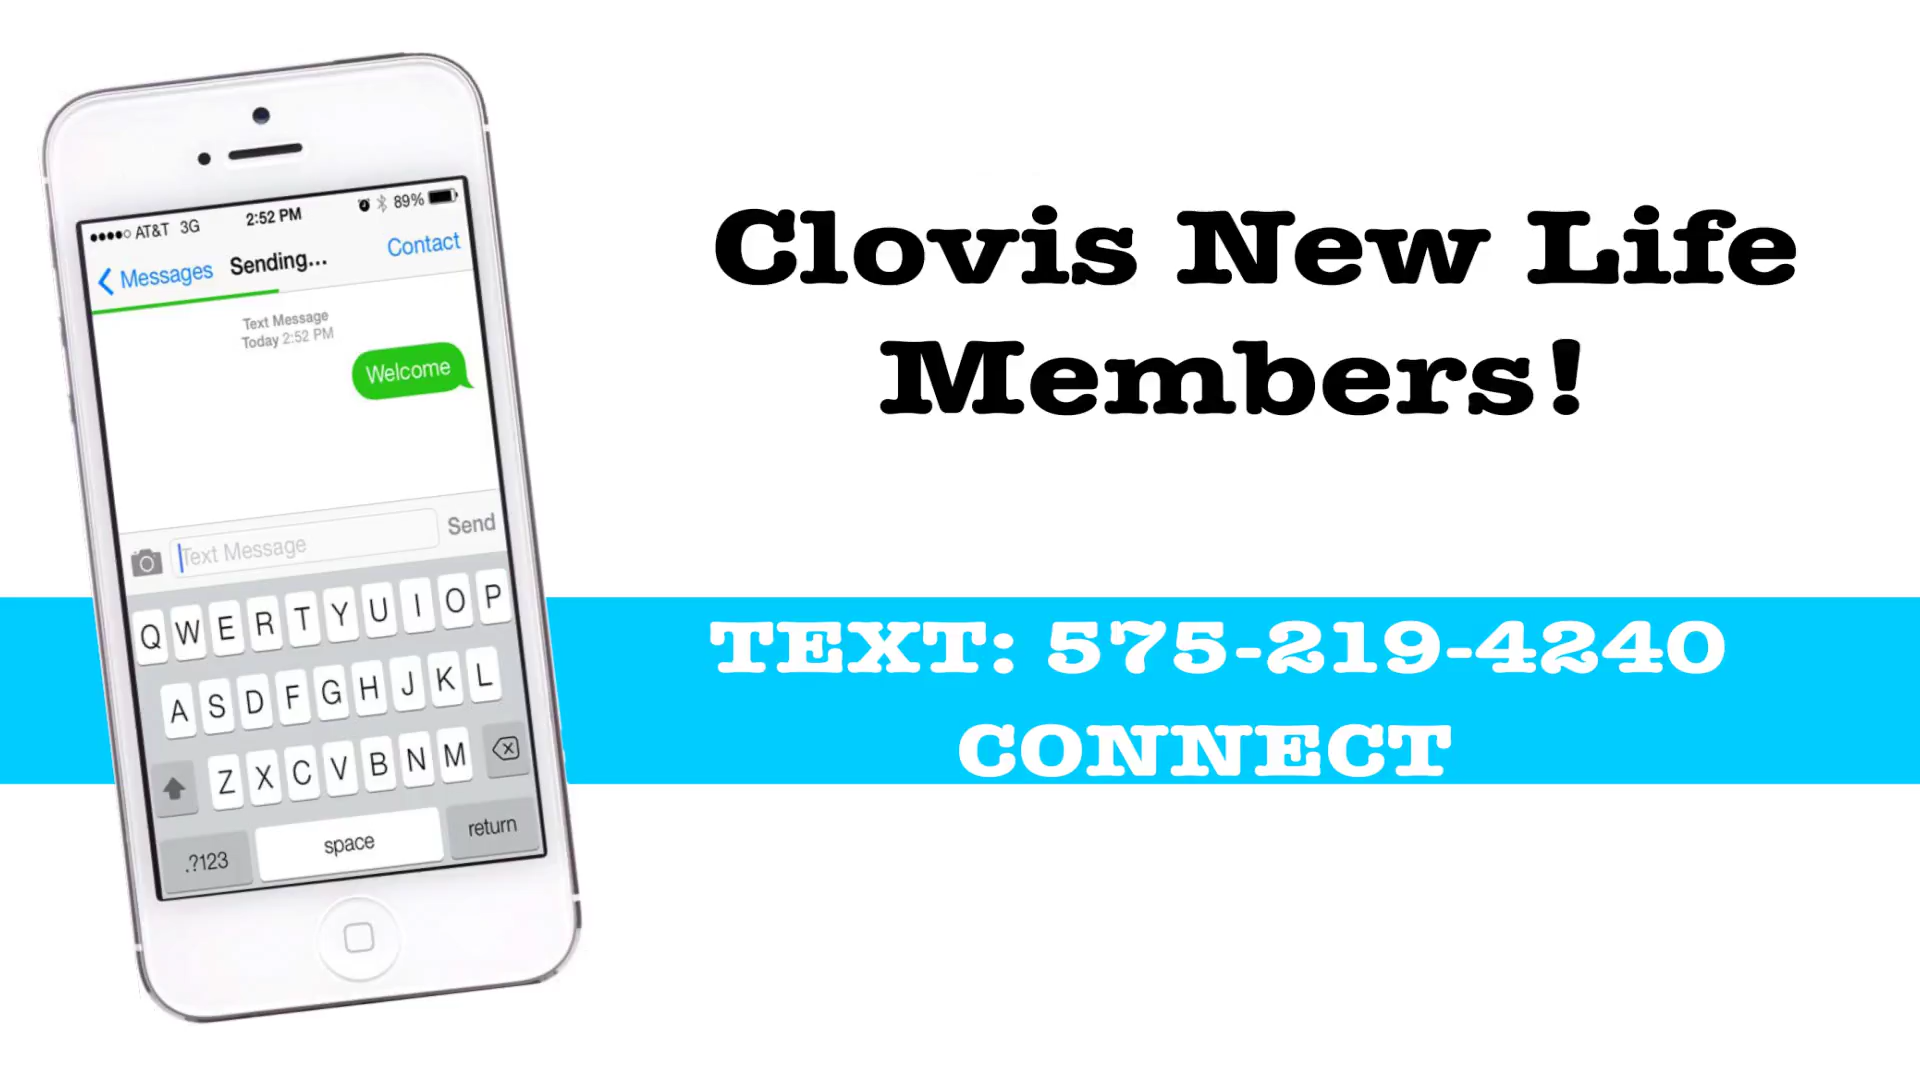 ●●●●○ AT&T 3G 2:52 PM 89%
Messages Sending... Contact
Text Message
Today 2:52 PM
Welcome
Text Message Send
Q W E R T Y U I O P
A S D F G H J K L
Z X C V B N M
.?123 space return
Clovis New Life
Members!
TEXT: 575-219-4240
CONNECT